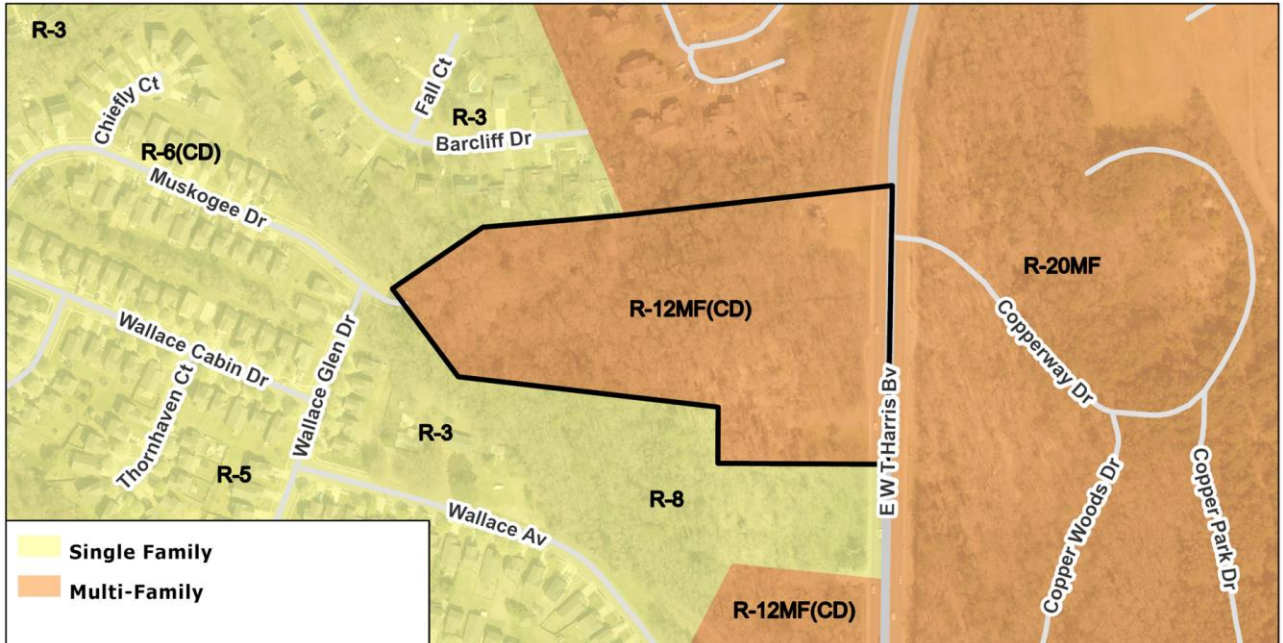 R-3
Chiefly Ct
Fall Ct
R-3
Barcliff Dr
R-6(CD)
Muskogee Dr
R-20MF
R-12MF(CD)
Copperway Dr
Wallace Cabin Dr
Wallace Glen Dr
E W T Harris Bv
Thornhaven Ct
R-3
R-5
R-8
Wallace Av
Copper Woods Dr
Copper Park Dr
R-12MF(CD)
Single Family
Multi-Family